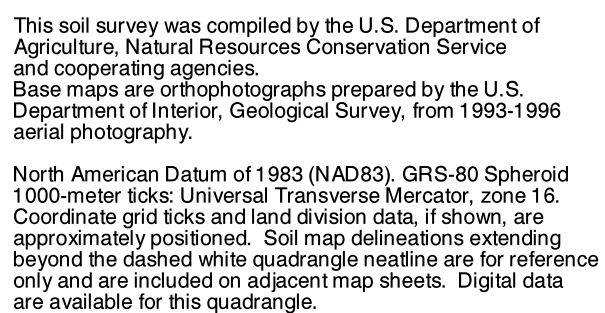 This soil survey was compiled by the U.S. Department of
Agriculture, Natural Resources Conservation Service
and cooperating agencies.
Base maps are orthophotographs prepared by the U.S.
Department of Interior, Geological Survey, from 1993-1996
aerial photography.

North American Datum of 1983 (NAD83). GRS-80 Spheroid
1000-meter ticks: Universal Transverse Mercator, zone 16.
Coordinate grid ticks and land division data, if shown, are
approximately positioned.  Soil map delineations extending
beyond the dashed white quadrangle neatline are for reference
only and are included on adjacent map sheets.  Digital data
are available for this quadrangle.